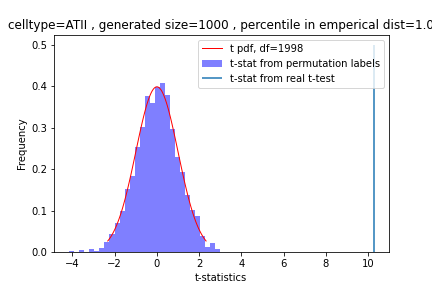 celltype=ATII , generated size=1000 , percentile in emperical dist=1.0
t pdf, df=1998
t-stat from permutation labels
t-stat from real t-test
Frequency
0.5
0.4
0.3
0.2
0.1
0.0
−4 −2 0 2 4 6 8 10
t-statistics